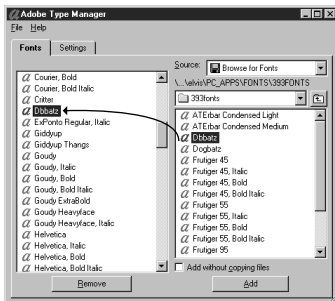 Adobe Type Manager
File Help
Fonts Settings
Courier, Bold
Courier, Bold Italic
Critter
Dbbatz
ExPonto Regular, Italic
Giddyup
Giddyup Thangs
Goudy
Goudy, Italic
Goudy, Bold
Goudy, Bold Italic
Goudy ExtraBold
Goudy Heavyface
Goudy Heavyface, Italic
Helvetica
Helvetica, Italic
Helvetica, Bold
Helvetica, Bold Italic
Remove
Source: Browse for Fonts
\...\elvis\PC_APPS\FONTS\393FONTS
393fonts
ATErbar Condensed Light
ATErbar Condensed Medium
Dbbatz
Dogbatz
Frutiger 45
Frutiger 45, Italic
Frutiger 45, Bold
Frutiger 45, Bold Italic
Frutiger 55
Frutiger 55, Italic
Frutiger 55, Bold
Frutiger 55, Bold Italic
Frutiger 95
Add without copying files
Add